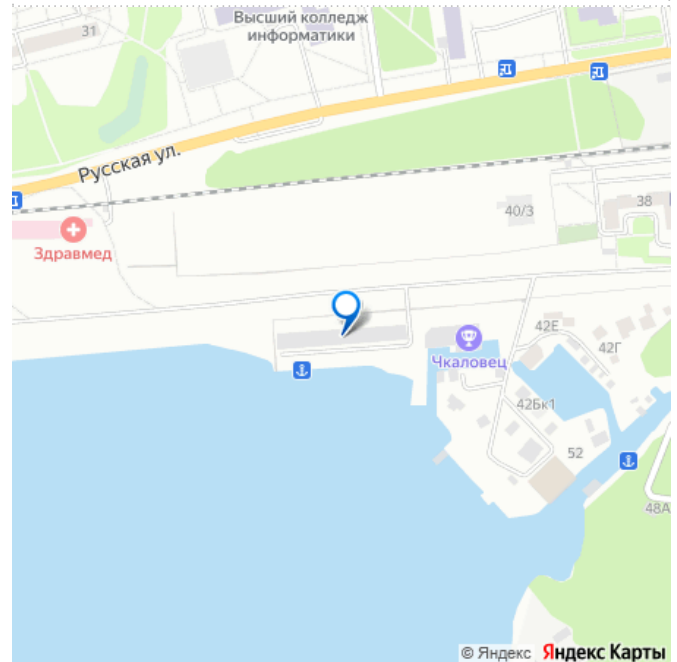 Высший колледж
информатики
31
Русская ул.
40/3
38
Здравмед
Чкаловец
42Е
42Г
42Бк1
52
48А
© Яндекс Яндекс Карты